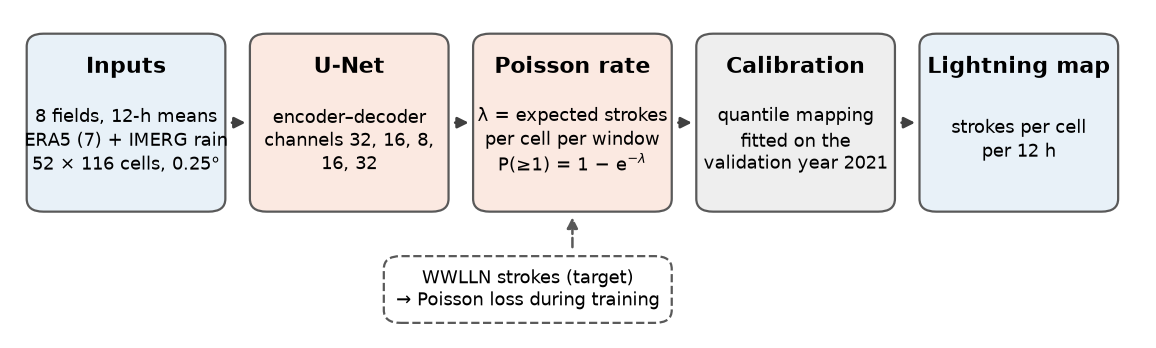 Inputs
8 fields, 12-h means
ERA5 (7) + IMERG rain
52 × 116 cells, 0.25°
U-Net
encoder–decoder
channels 32, 16, 8,
16, 32
Poisson rate
λ = expected strokes
per cell per window
P(≥1) = 1 − e^−λ
Calibration
quantile mapping
fitted on the
validation year 2021
Lightning map
strokes per cell
per 12 h
WWLLN strokes (target)
→ Poisson loss during training